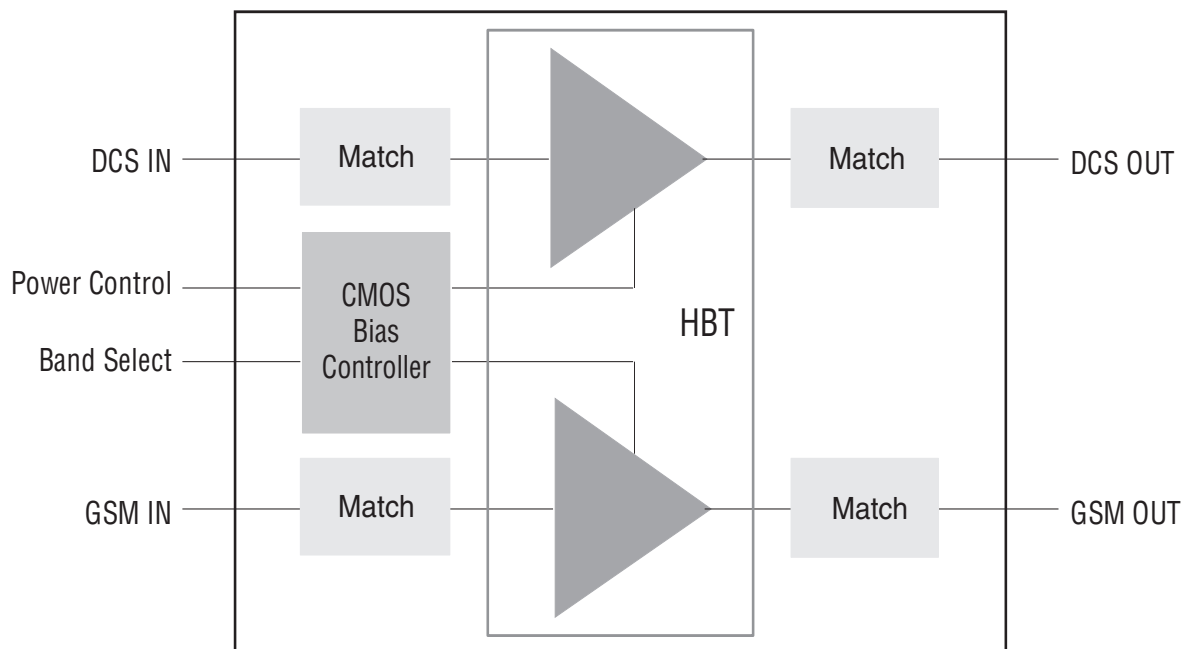 DCS IN
Match
Match
DCS OUT
Power Control
Band Select
CMOS
Bias
Controller
HBT
GSM IN
Match
Match
GSM OUT